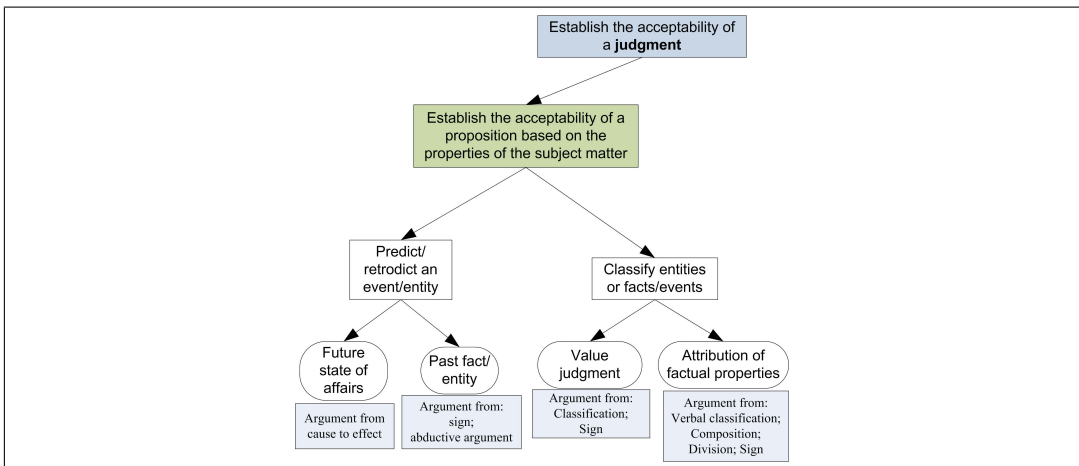 Establish the acceptability of
a judgment
Establish the acceptability of a
proposition based on the
properties of the subject matter
Predict/
retrodict an
event/entity
Classify entities
or facts/events
Future
state of
affairs
Past fact/
entity
Value
judgment
Attribution of
factual properties
Argument from
cause to effect
Argument from:
sign;
abductive argument
Argument from:
Classification;
Sign
Argument from:
Verbal classification;
Composition;
Division; Sign